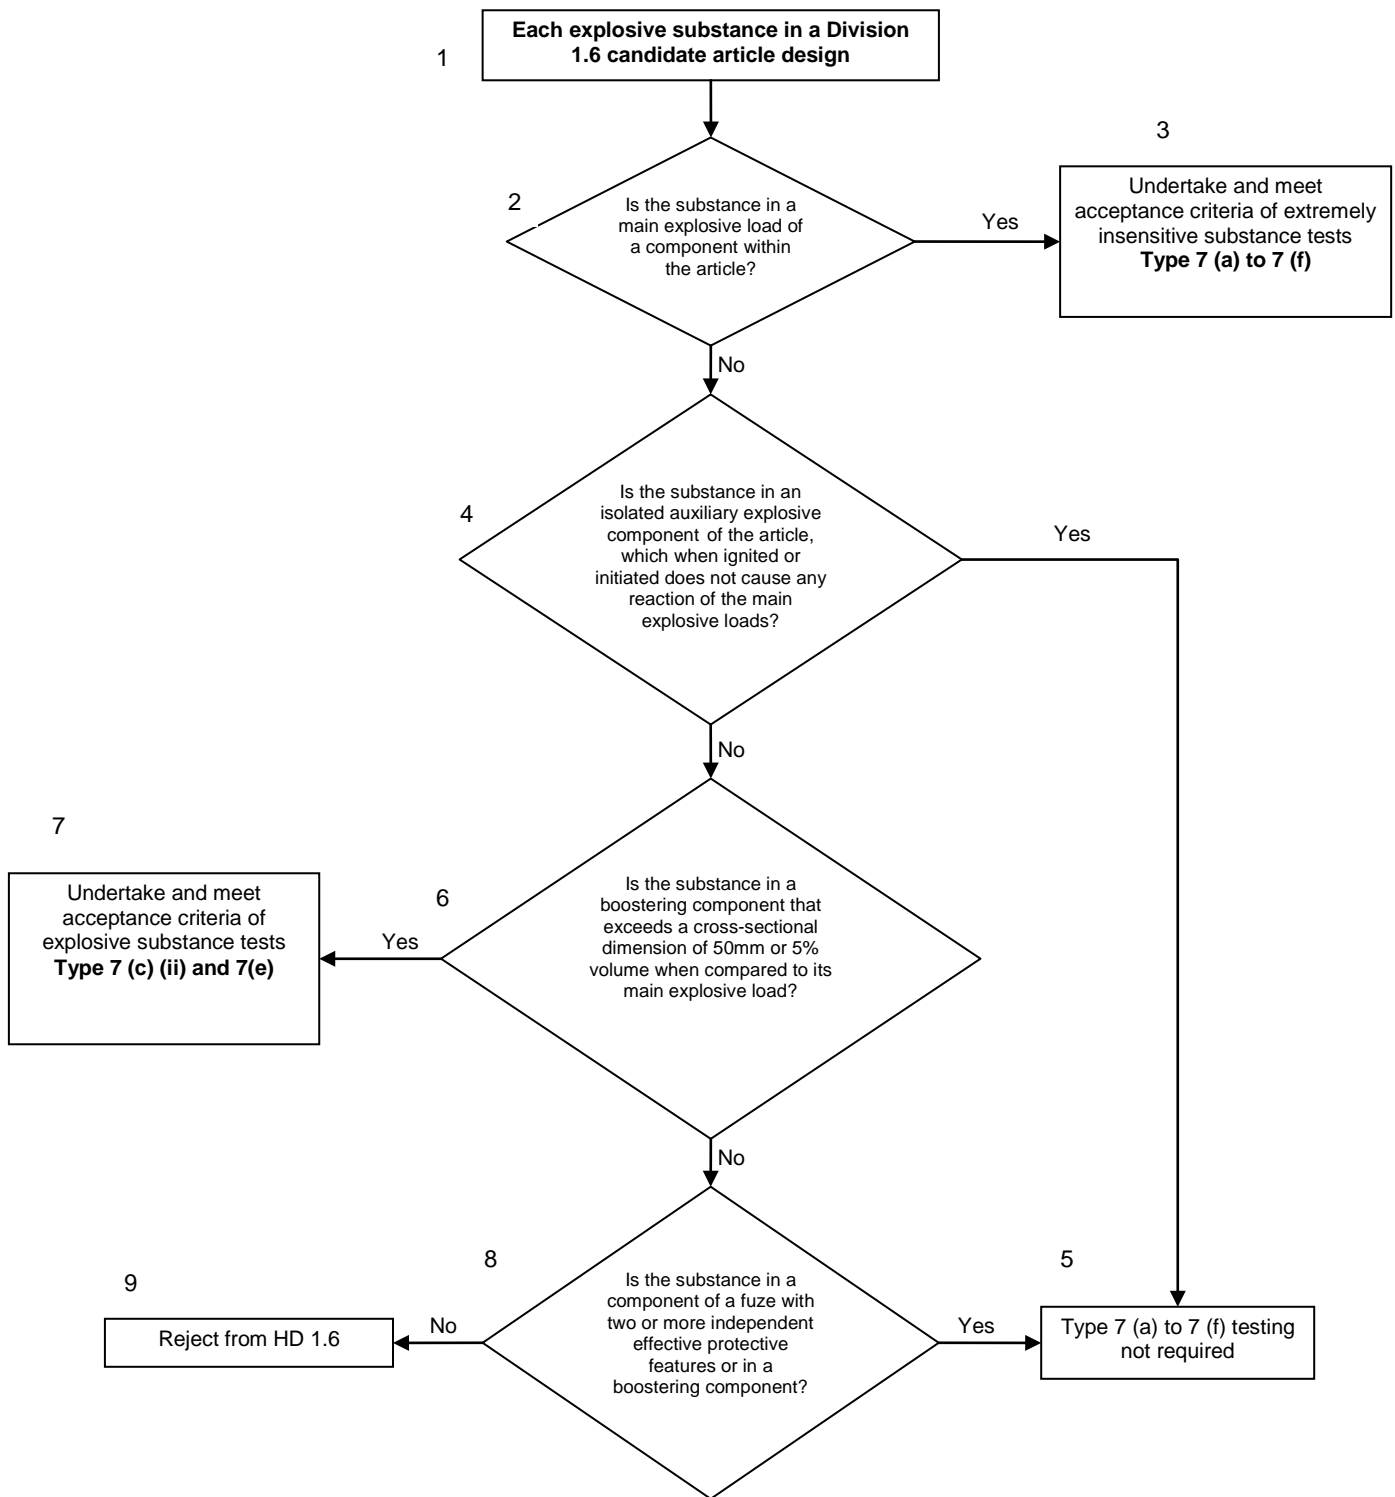 1
Each explosive substance in a Division
1.6 candidate article design
2
Is the substance in a
main explosive load of
a component within
the article?
Yes
3
Undertake and meet
acceptance criteria of extremely
insensitive substance tests
Type 7 (a) to 7 (f)
No
4
Is the substance in an
isolated auxiliary explosive
component of the article,
which when ignited or
initiated does not cause any
reaction of the main
explosive loads?
Yes
No
7
Undertake and meet
acceptance criteria of
explosive substance tests
Type 7 (c) (ii) and 7(e)
Yes
6
Is the substance in a
boostering component that
exceeds a cross-sectional
dimension of 50mm or 5%
volume when compared to its
main explosive load?
No
9
Reject from HD 1.6
No
8
Is the substance in a
component of a fuze with
two or more independent
effective protective
features or in a
boostering component?
Yes
5
Type 7 (a) to 7 (f) testing
not required